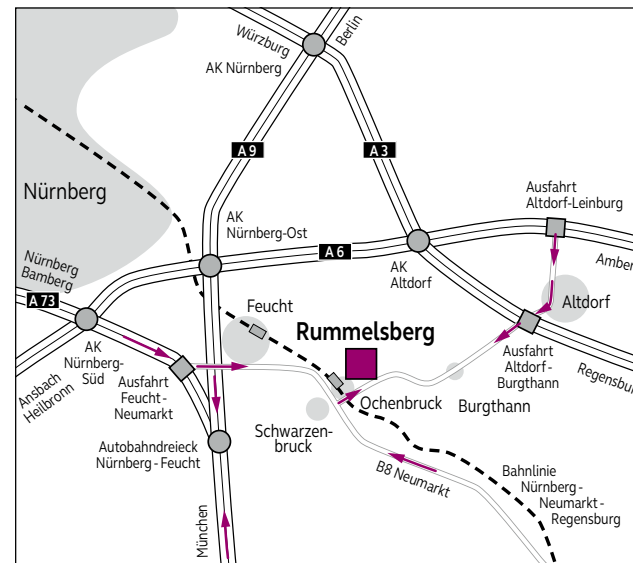 Würzburg
Berlin
AK Nürnberg
A 9
A 3
Nürnberg
Ausfahrt
Altdorf-Leinburg
AK
Nürnberg-Ost
A 6
Nürnberg
Bamberg
AK
Altdorf
Amber
A 73
Feucht
Altdorf
Rummelsberg
AK
Nürnberg-
Süd
Ausfahrt
Feucht-
Neumarkt
Ausfahrt
Altdorf-
Burgthann
Regensburg
Ansbach
Heilbronn
Ochenbruck
Burgthann
Schwarzen-
bruck
Autobahndreieck
Nürnberg-Feucht
B8 Neumarkt
Bahnlinie
Nürnberg-
Neumarkt-
Regensburg
München